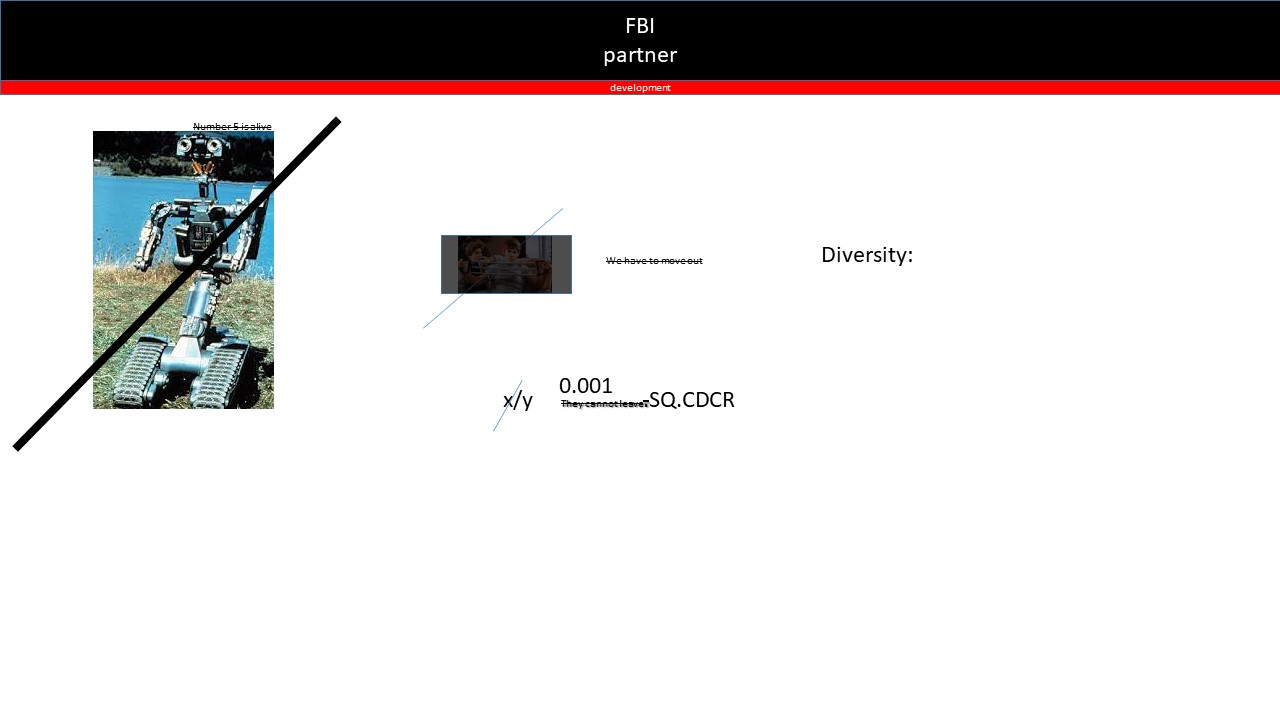 FBI
partner
development
Number 5 is alive
We have to move out
Diversity:
x/y
0.001
They cannot leave
-SQ.CDCR